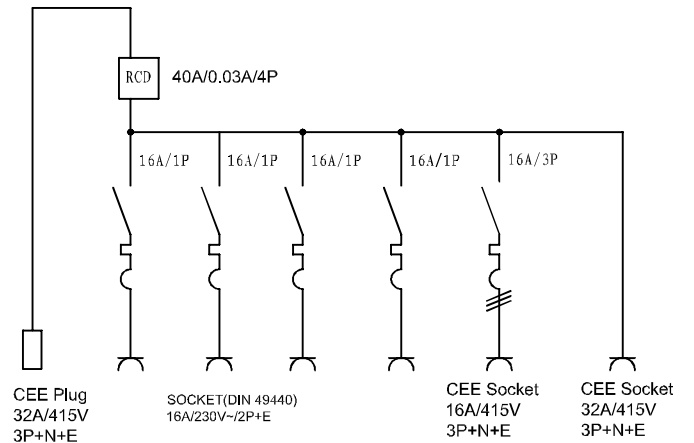 RCD
40A/0.03A/4P
16A/1P
16A/1P
16A/1P
16A/1P
16A/3P
CEE Plug
32A/415V
3P+N+E
SOCKET(DIN 49440)
16A/230V~/2P+E
CEE Socket
16A/415V
3P+N+E
CEE Socket
32A/415V
3P+N+E